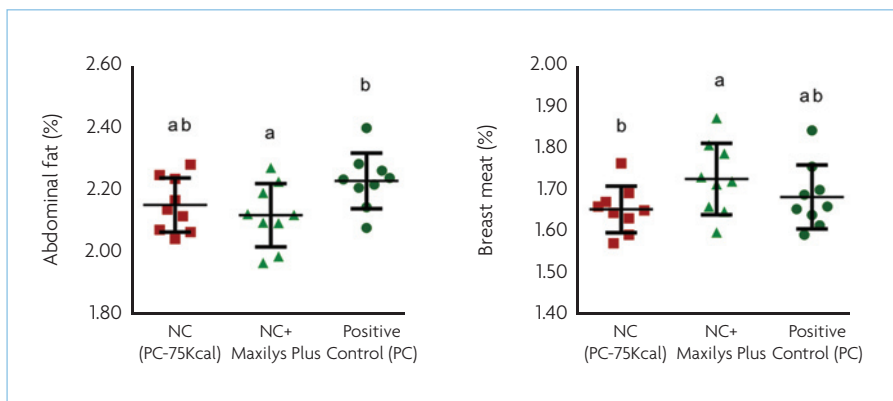 Abdominal fat (%)
2.60
2.40
2.20
2.00
1.80
ab
a
b
NC
(PC-75Kcal)
NC+
Maxilys Plus
Positive
Control (PC)
Breast meat (%)
2.00
1.90
1.80
1.70
1.60
1.50
1.40
b
a
ab
NC
(PC-75Kcal)
NC+
Maxilys Plus
Positive
Control (PC)